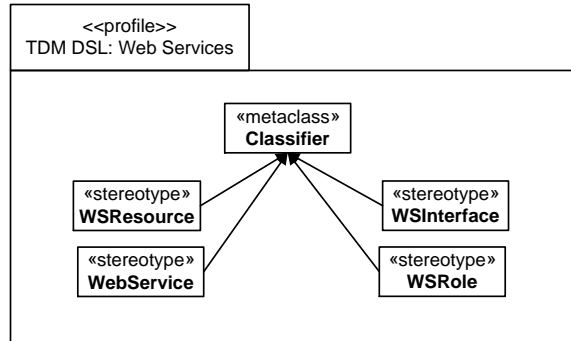 <<profile>>
TDM DSL: Web Services
«metaclass»
Classifier
«stereotype»
WSResource
«stereotype»
WSInterface
«stereotype»
WebService
«stereotype»
WSRole